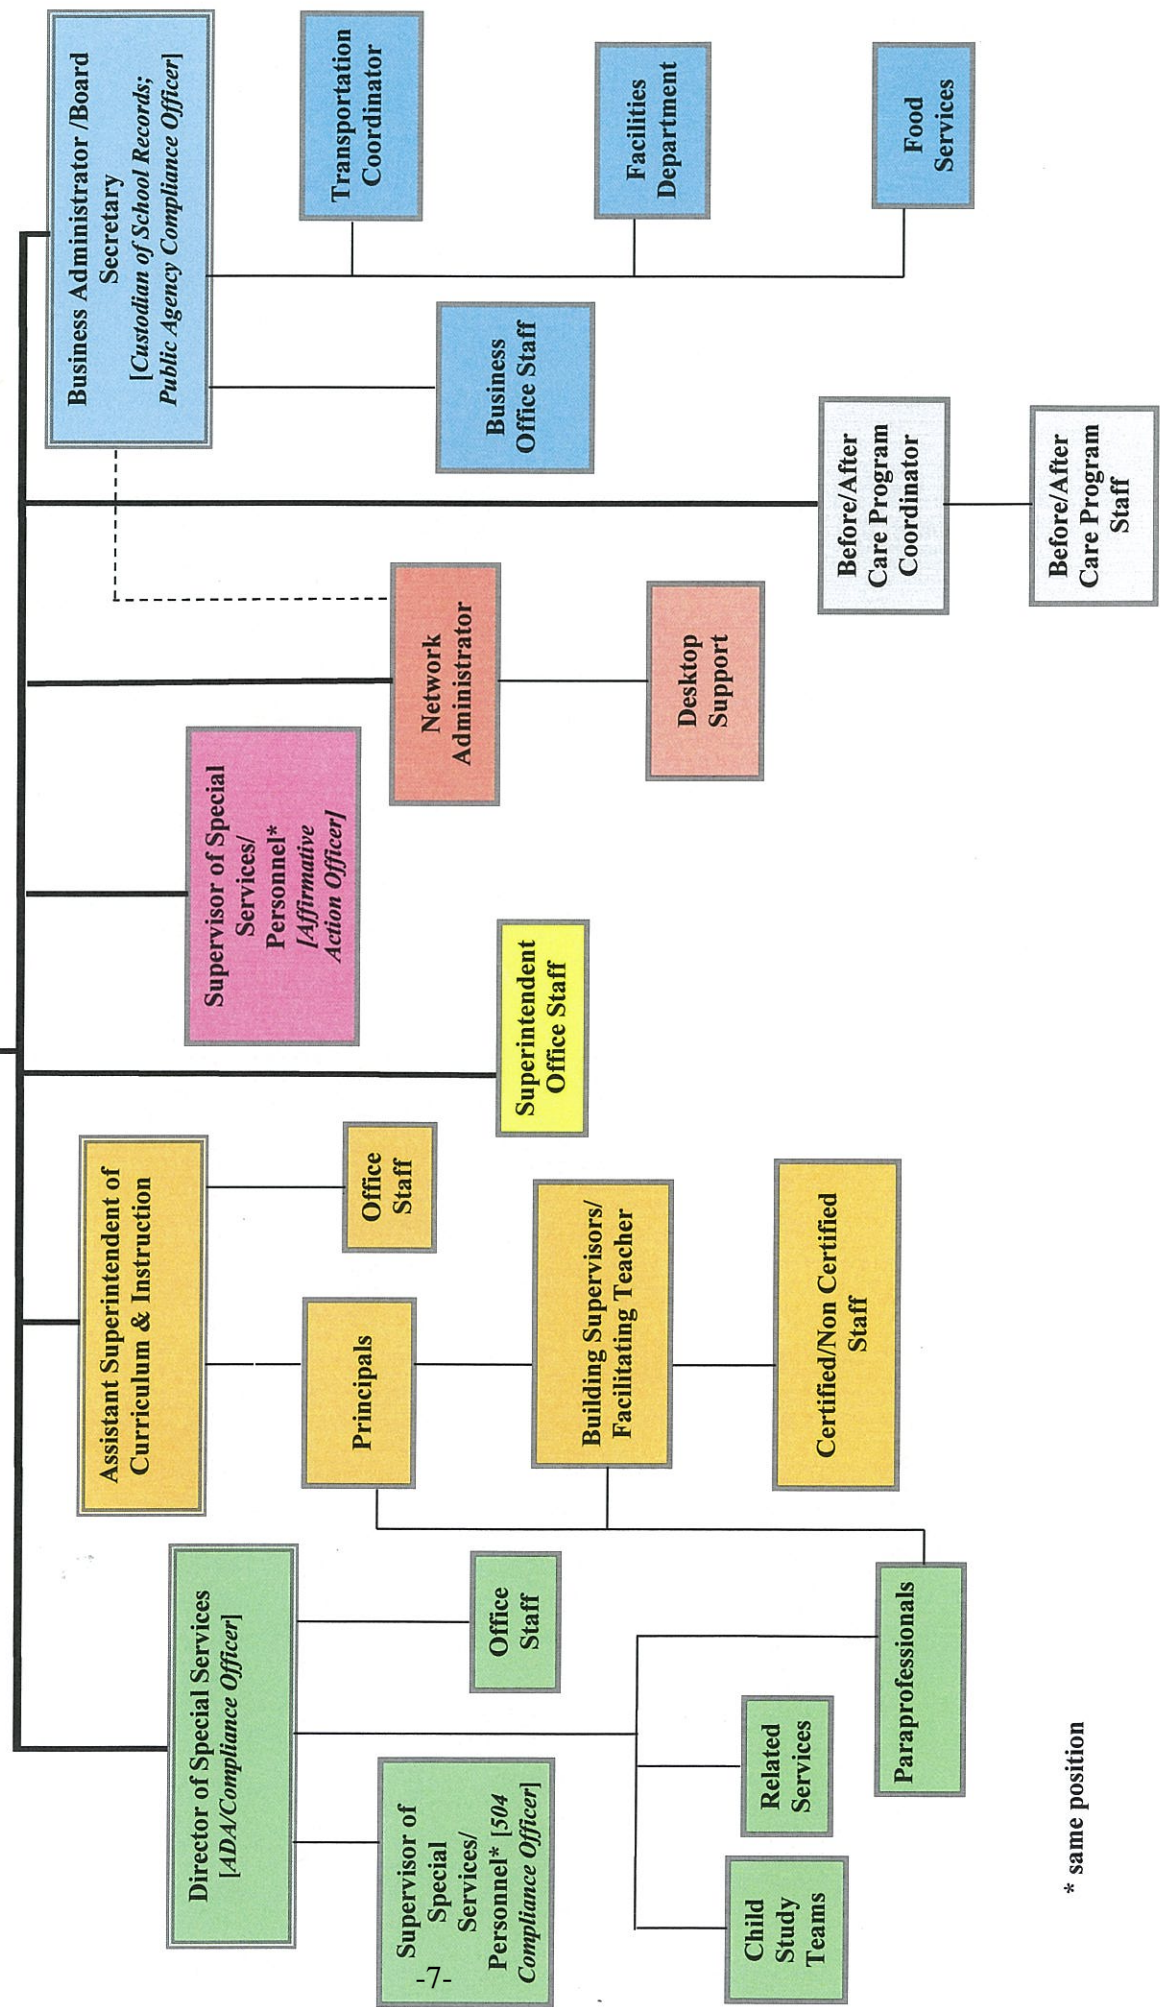 Director of Special Services
[ADA/Compliance Officer]
Supervisor of
Special
Services/
Personnel* [504
Compliance Officer]
Office
Staff
Child
Study
Teams
Related
Services
Paraprofessionals
Assistant Superintendent of
Curriculum & Instruction
Office
Staff
Principals
Building Supervisors/
Facilitating Teacher
Certified/Non Certified
Staff
Superintendent
Office Staff
Supervisor of Special
Services/
Personnel*
[Affirmative
Action Officer]
Network
Administrator
Desktop
Support
Before/After
Care Program
Coordinator
Before/After
Care Program
Staff
Business Administrator /Board
Secretary
[Custodian of School Records;
Public Agency Compliance Officer]
Business
Office Staff
Transportation
Coordinator
Facilities
Department
Food
Services
* same position
-7-